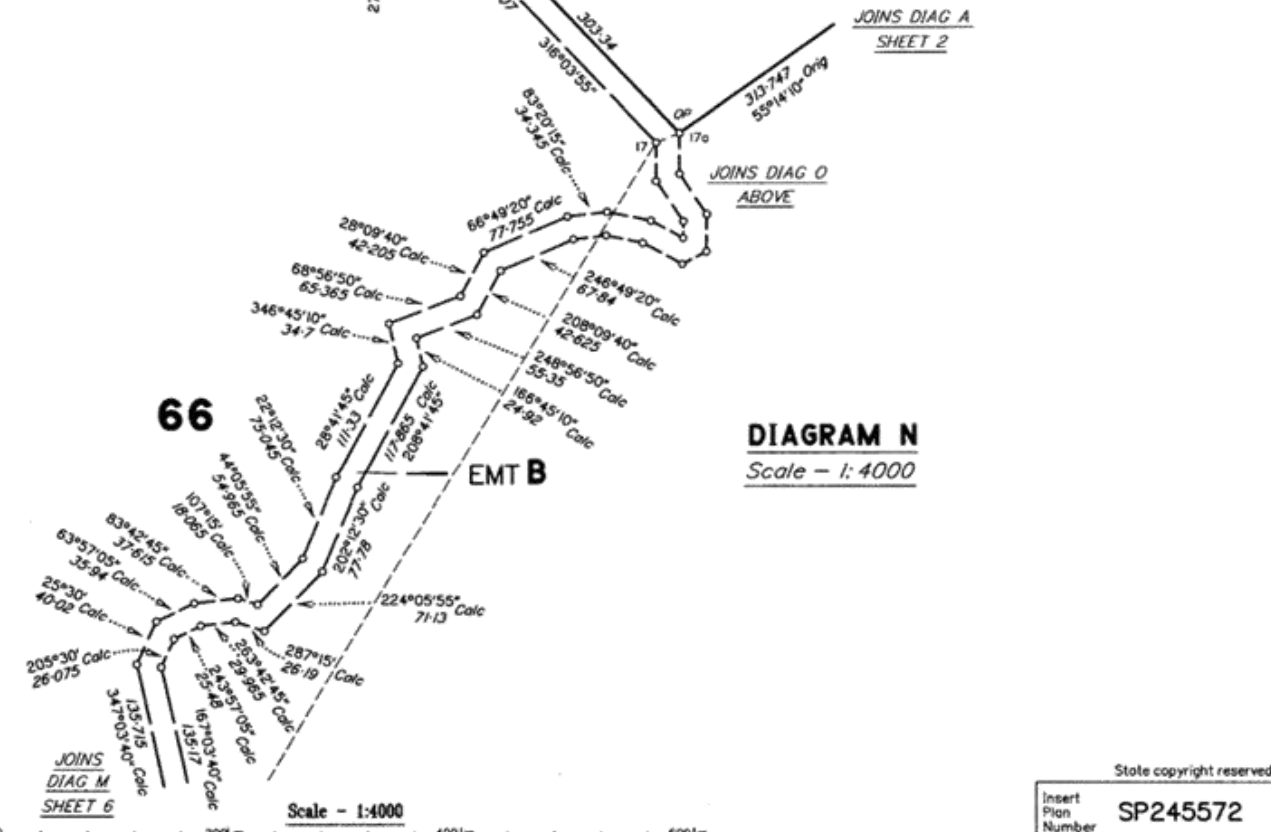 303·34
316°03'55"
JOINS DIAG A
SHEET 2
313·747
55°14'10" Orig
OP
17
17a
JOINS DIAG O
ABOVE
83°20'15" Calc
34·345
66°49'20" Calc
77·755
28°09'40" Calc
42·205
68°56'50" Calc
65·365
346°45'10" Calc
34·7
246°49'20" Calc
67·84
208°09'40" Calc
42·625
248°56'50" Calc
55·35
166°45'10" Calc
24·92
28°41'45" Calc
111·33
117·865 Calc
208°41'45"
66
DIAGRAM N
Scale - 1:4000
EMT B
22°12'30" Calc
75·045
44°05'55" Calc
54·965
107°15' Calc
18·065
83°42'45" Calc
37·615
63°57'05" Calc
35·94
25°30' Calc
40·02
205°30' Calc
26·075
202°12'30" Calc
77·78
224°05'55" Calc
71·13
287°15' Calc
26·19
263°42'45" Calc
29·965
243°57'05" Calc
25·48
135·715
347°03'40" Calc
167°03'40" Calc
135·17
JOINS
DIAG M
SHEET 6
Scale - 1:4000
State copyright reserved
Insert
Plan
Number
SP245572